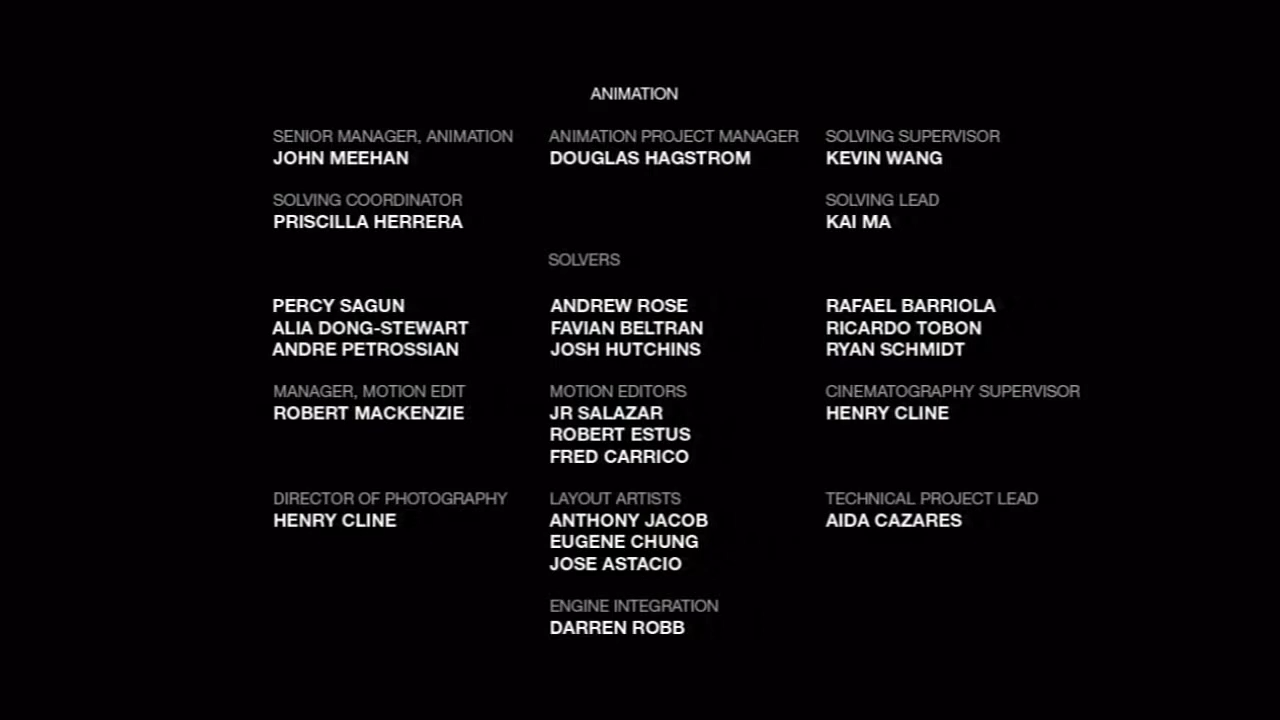 ANIMATION
SENIOR MANAGER, ANIMATION
JOHN MEEHAN
ANIMATION PROJECT MANAGER
DOUGLAS HAGSTROM
SOLVING SUPERVISOR
KEVIN WANG
SOLVING COORDINATOR
PRISCILLA HERRERA
SOLVING LEAD
KAI MA
SOLVERS
PERCY SAGUN
ALIA DONG-STEWART
ANDRE PETROSSIAN
ANDREW ROSE
FAVIAN BELTRAN
JOSH HUTCHINS
RAFAEL BARRIOLA
RICARDO TOBON
RYAN SCHMIDT
MANAGER, MOTION EDIT
ROBERT MACKENZIE
MOTION EDITORS
JR SALAZAR
ROBERT ESTUS
FRED CARRICO
CINEMATOGRAPHY SUPERVISOR
HENRY CLINE
DIRECTOR OF PHOTOGRAPHY
HENRY CLINE
LAYOUT ARTISTS
ANTHONY JACOB
EUGENE CHUNG
JOSE ASTACIO
TECHNICAL PROJECT LEAD
AIDA CAZARES
ENGINE INTEGRATION
DARREN ROBB